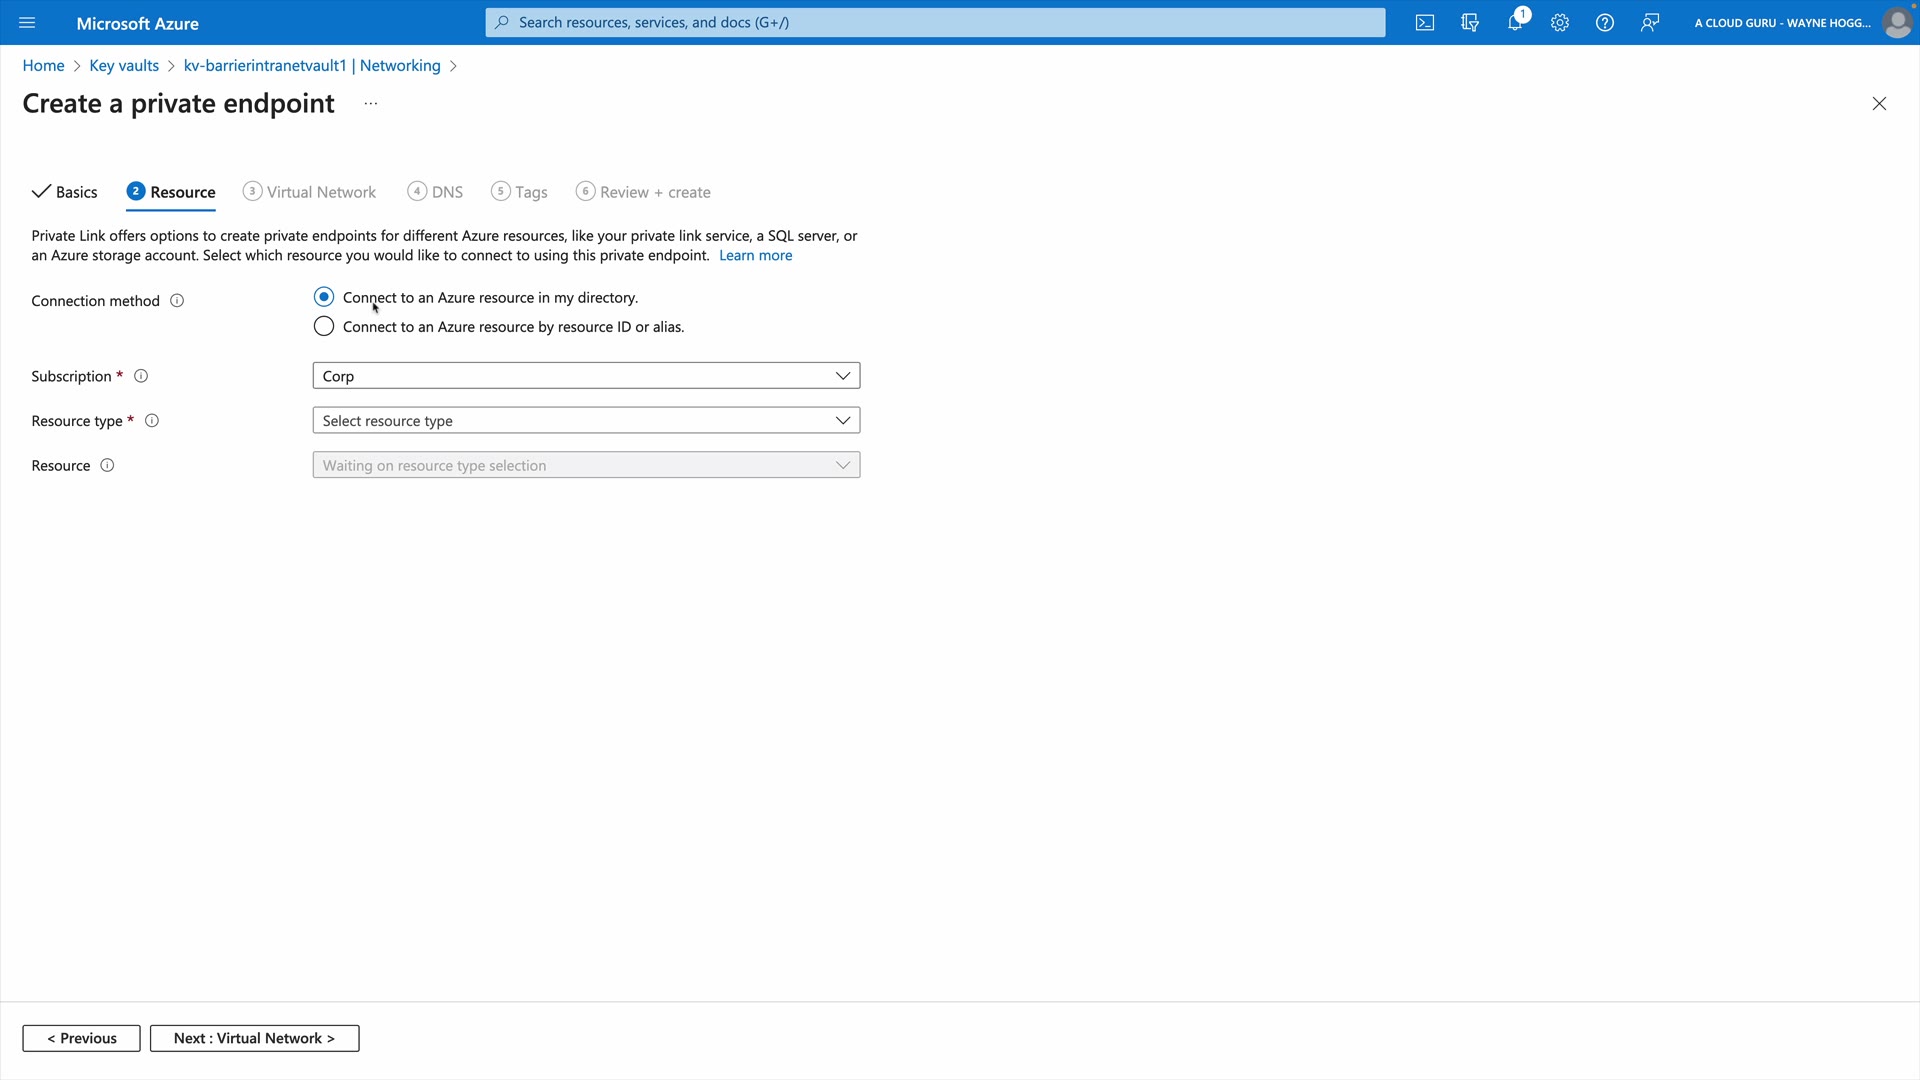 Microsoft Azure
Search resources, services, and docs (G+/)
1
A CLOUD GURU - WAYNE HOGG...
Home > Key vaults > kv-barrierintranetvault1 | Networking >
Create a private endpoint ...
Basics 2 Resource 3 Virtual Network 4 DNS 5 Tags 6 Review + create
Private Link offers options to create private endpoints for different Azure resources, like your private link service, a SQL server, or
an Azure storage account. Select which resource you would like to connect to using this private endpoint. Learn more
Connection method
Connect to an Azure resource in my directory.
Connect to an Azure resource by resource ID or alias.
Subscription *
Corp
Resource type *
Select resource type
Resource
Waiting on resource type selection
< Previous
Next : Virtual Network >